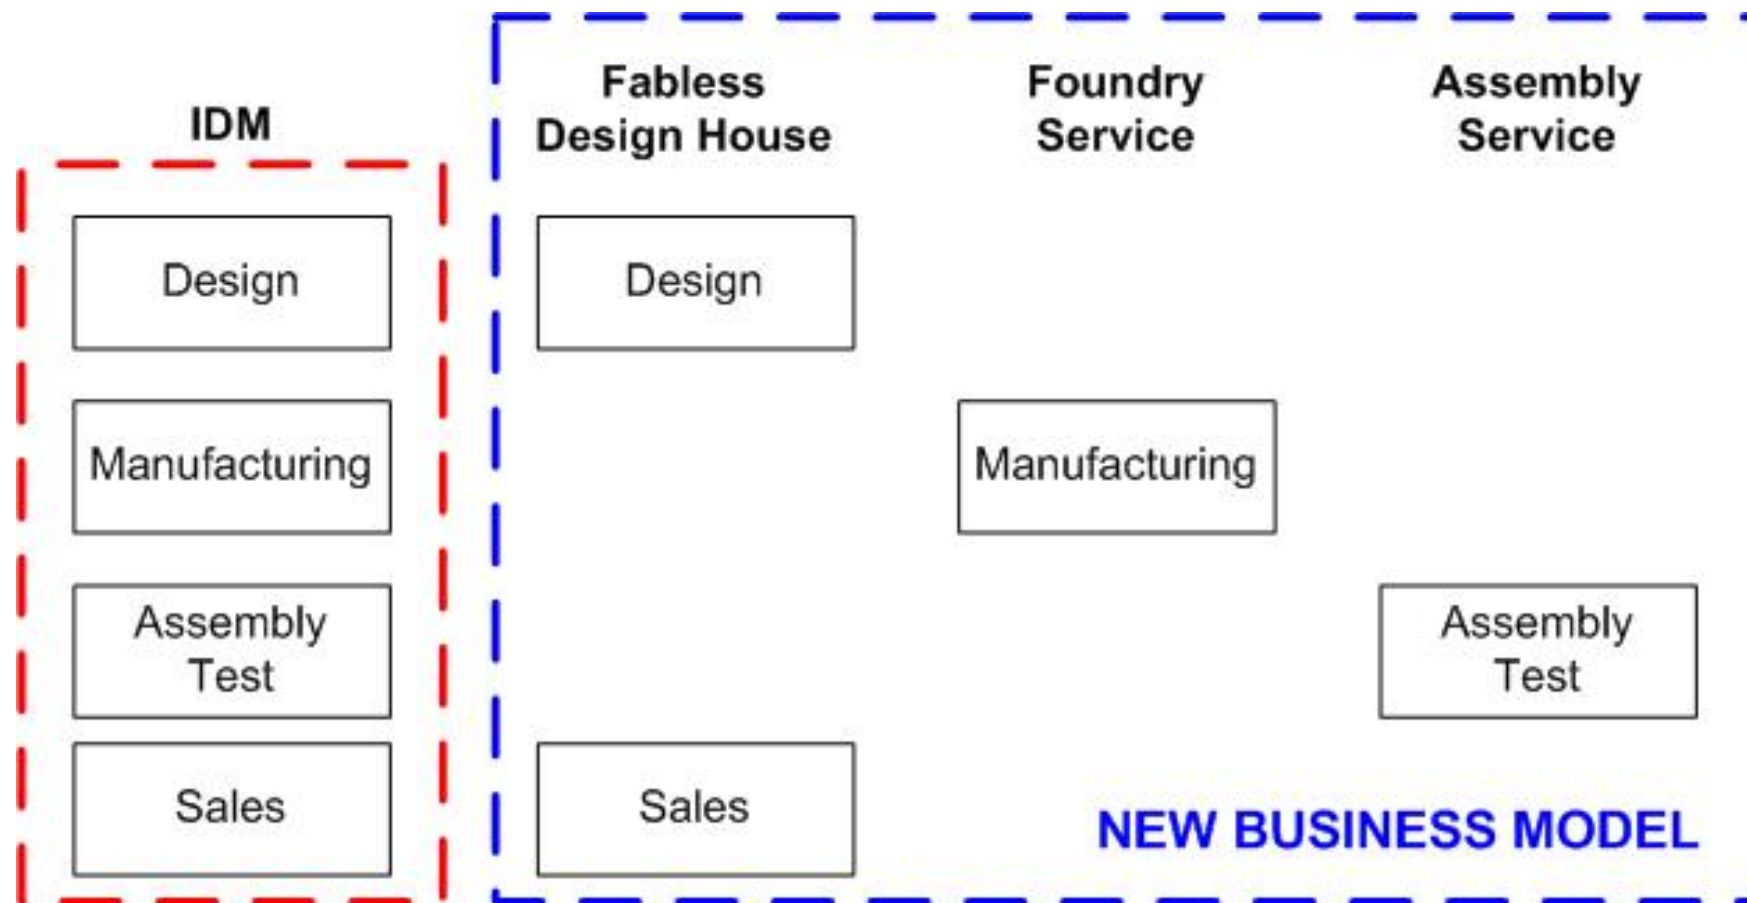 IDM
Design
Manufacturing
Assembly
Test
Sales
Fabless
Design House
Design
Sales
Foundry
Service
Manufacturing
Assembly
Service
Assembly
Test
NEW BUSINESS MODEL